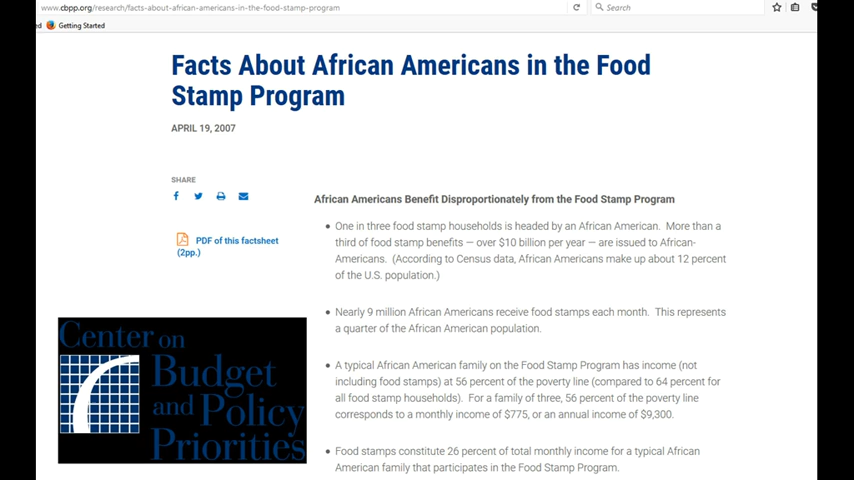 www.cbpp.org/research/facts-about-african-americans-in-the-food-stamp-program
Search
ed
Getting Started
Facts About African Americans in the Food
Stamp Program
APRIL 19, 2007
SHARE
African Americans Benefit Disproportionately from the Food Stamp Program
PDF of this factsheet
(2pp.)
• One in three food stamp households is headed by an African American. More than a
third of food stamp benefits — over $10 billion per year — are issued to African-
Americans. (According to Census data, African Americans make up about 12 percent
of the U.S. population.)
• Nearly 9 million African Americans receive food stamps each month. This represents
a quarter of the African American population.
• A typical African American family on the Food Stamp Program has income (not
including food stamps) at 56 percent of the poverty line (compared to 64 percent for
all food stamp households). For a family of three, 56 percent of the poverty line
corresponds to a monthly income of $775, or an annual income of $9,300.
• Food stamps constitute 26 percent of total monthly income for a typical African
American family that participates in the Food Stamp Program.
Center on
Budget
and Policy
Priorities